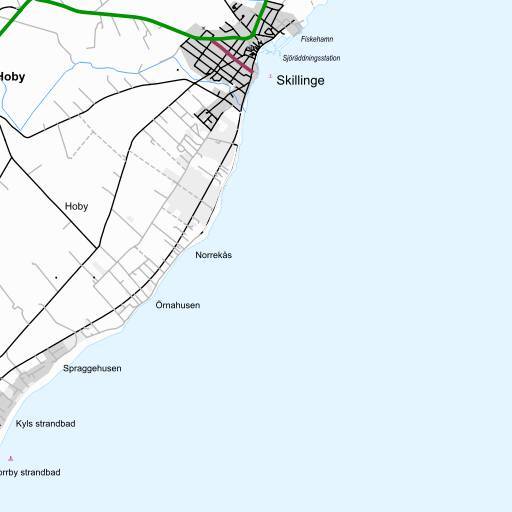 Fiskehamn
Sjöräddningsstation
Hoby
Skillinge
Hoby
Norrekås
Örnahusen
Spraggehusen
Kyls strandbad
orrby strandbad